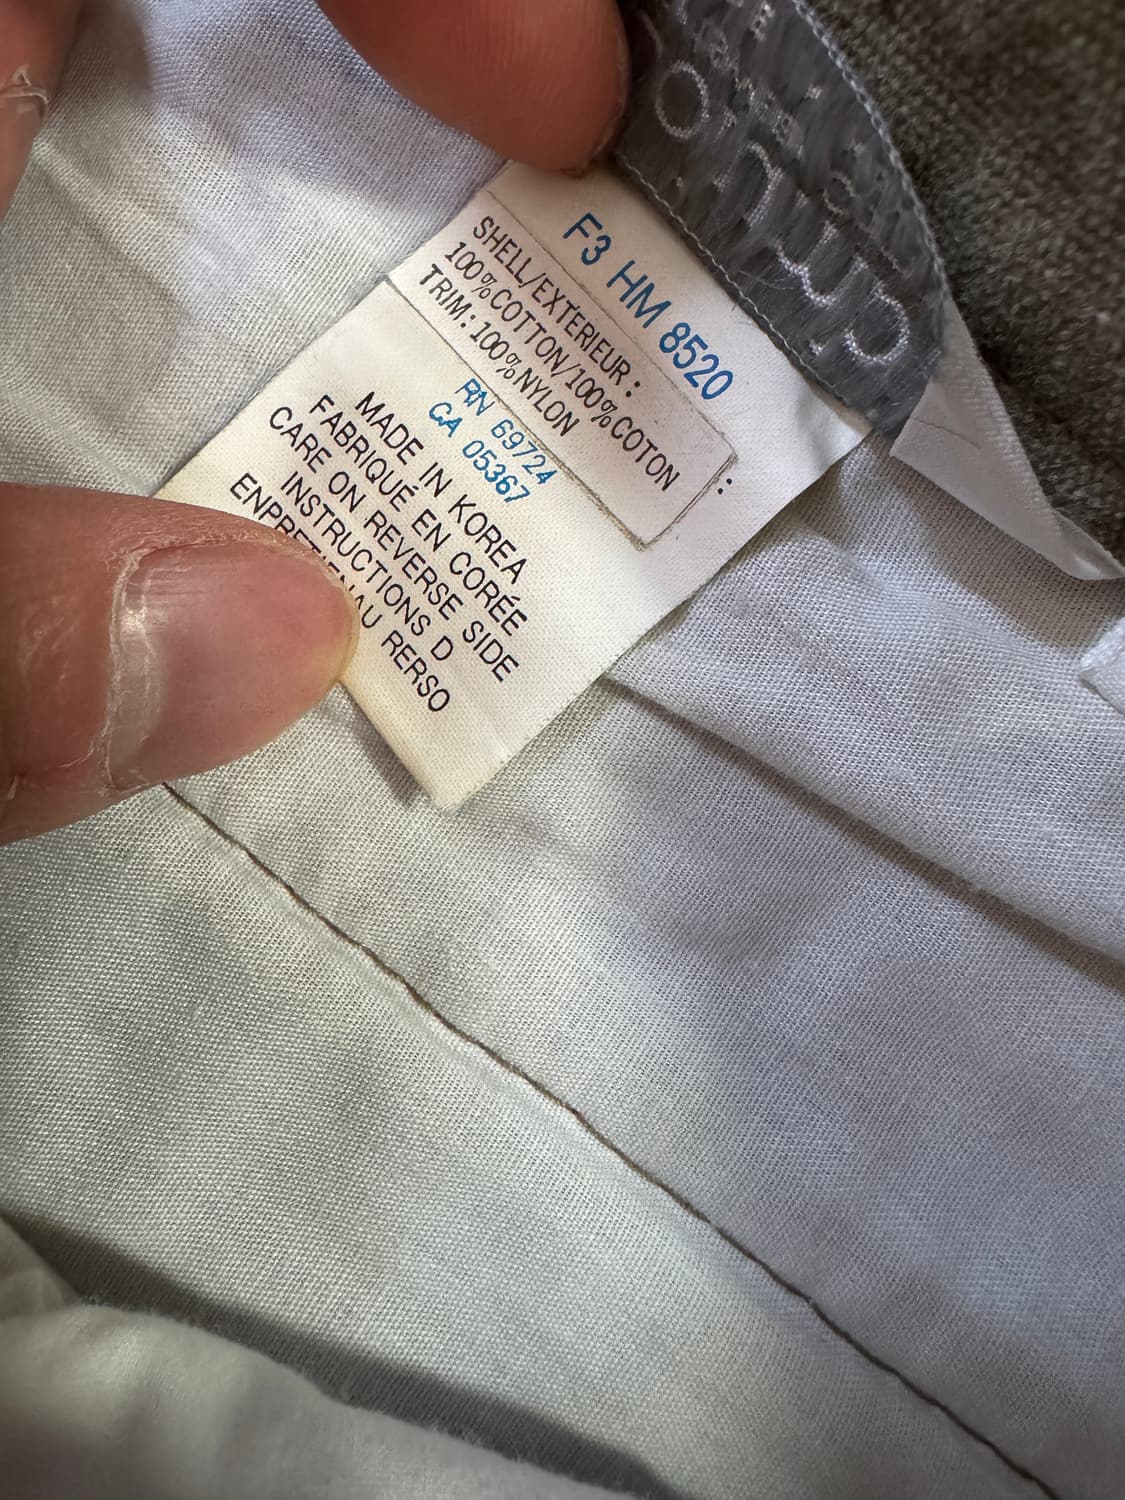 F3 HM 8520
SHELL/EXTERIEUR:
100%COTTON/100%COTON
TRIM: 100%NYLON
:
RN 69724
CA 05367
MADE IN KOREA
FABRIQUÉ EN CORÉE
CARE ON REVERSE SIDE
INSTRUCTIONS D
AU RERSO